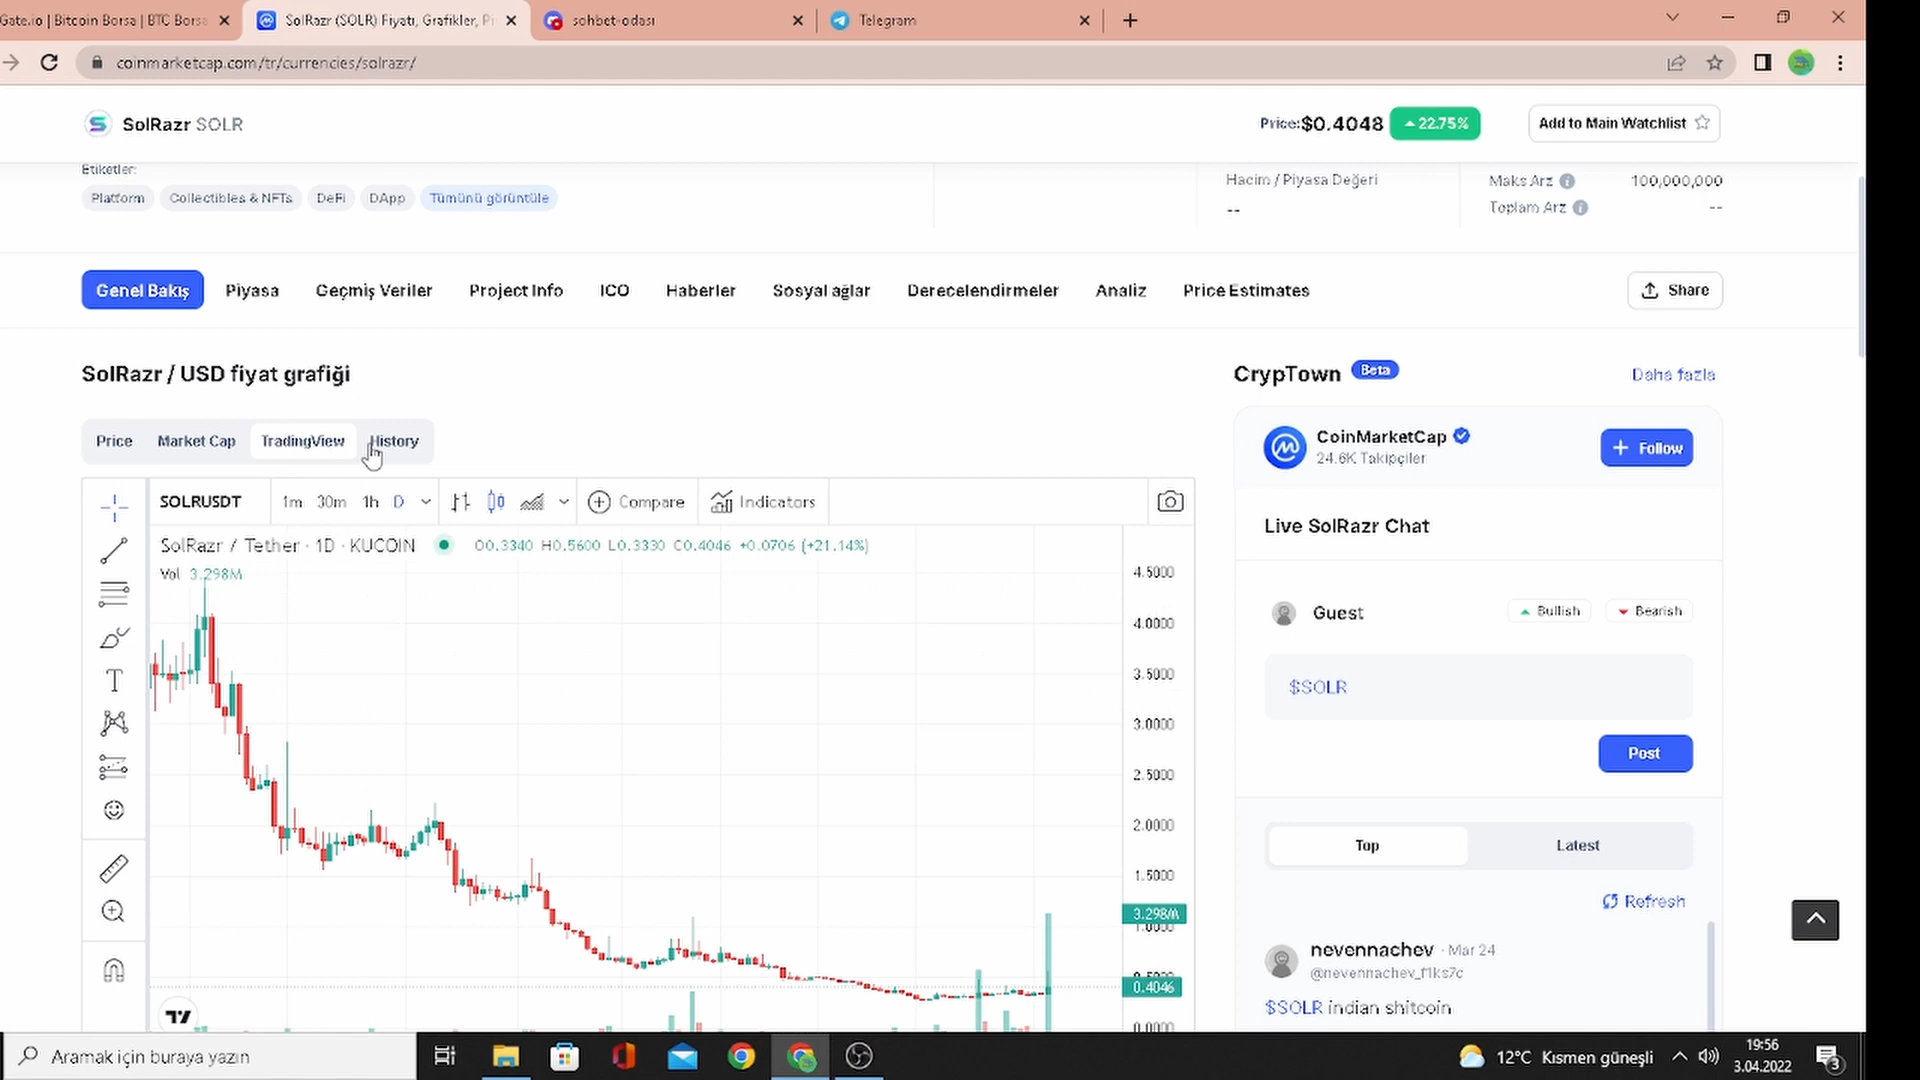 Gate.io | Bitcoin Borsa | BTC Borsa
SolRazr (SOLR) Fiyatı, Grafikler, Pi
sohbet-odası
Telegram
coinmarketcap.com/tr/currencies/solrazr/
SolRazr SOLR
Price:$0.4048
22.75%
Add to Main Watchlist
Etiketler:
Platform
Collectibles & NFTs
DeFi
DApp
Tümünü görüntüle
Hacim / Piyasa Değeri
--
Maks Arz
100,000,000
Toplam Arz
--
Genel Bakış
Piyasa
Geçmiş Veriler
Project Info
ICO
Haberler
Sosyal ağlar
Derecelendirmeler
Analiz
Price Estimates
Share
SolRazr / USD fiyat grafiği
Price
Market Cap
TradingView
History
SOLRUSDT
1m
30m
1h
D
Compare
Indicators
SolRazr / Tether · 1D · KUCOIN
O0.3340 H0.5600 L0.3330 C0.4046 +0.0706 (+21.14%)
Vol 3.298M
4.5000
4.0000
3.5000
3.0000
2.5000
2.0000
1.5000
3.298M
1.0000
0.5000
0.4046
0.0000
CrypTown
Beta
Daha fazla
CoinMarketCap
24.6K Takipçiler
+ Follow
Live SolRazr Chat
Guest
Bullish
Bearish
$SOLR
Post
Top
Latest
Refresh
nevennachev · Mar 24
@nevennachev_f1ks7c
$SOLR indian shitcoin
Aramak için buraya yazın
12°C Kısmen güneşli
19:56
3.04.2022
3